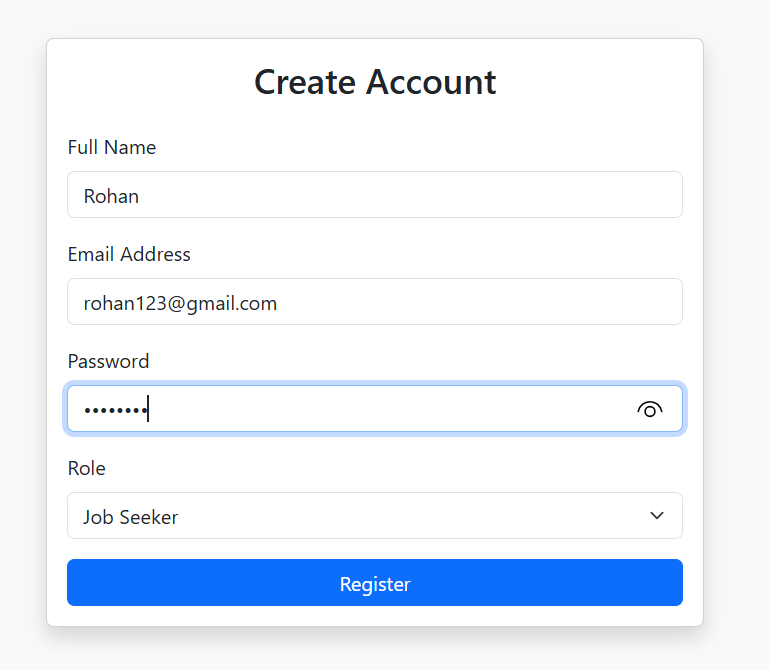 Create Account
Full Name
Rohan
Email Address
rohan123@gmail.com
Password
••••••••
Role
Job Seeker
Register